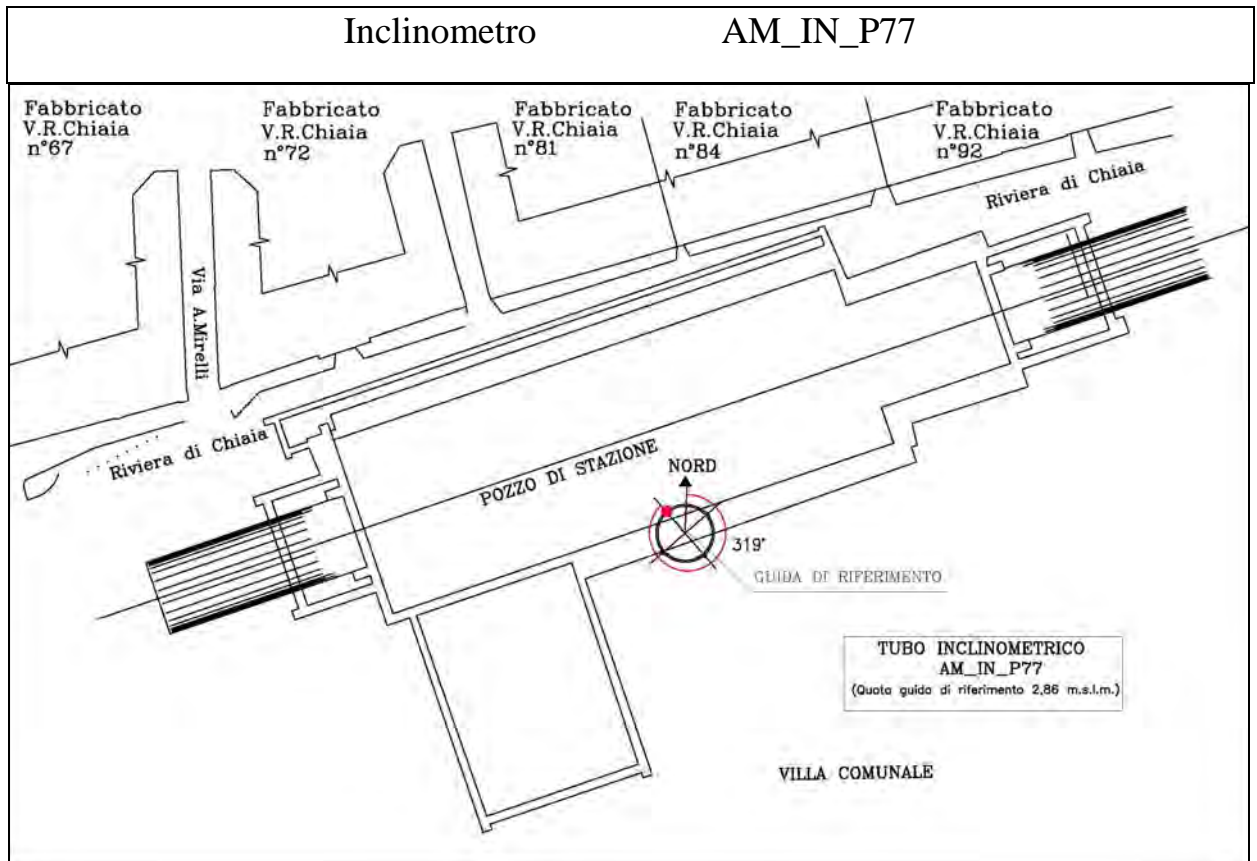 Inclinometro AM_IN_P77
Fabbricato
V.R.Chiaia
n°67
Fabbricato
V.R.Chiaia
n°72
Fabbricato
V.R.Chiaia
n°81
Fabbricato
V.R.Chiaia
n°84
Fabbricato
V.R.Chiaia
n°92
Riviera di Chiaia
Via A.Mirelli
Riviera di Chiaia
POZZO DI STAZIONE
NORD
319°
GUIDA DI RIFERIMENTO
TUBO INCLINOMETRICO
AM_IN_P77
(Quota guida di riferimento 2,86 m.s.l.m.)
VILLA COMUNALE